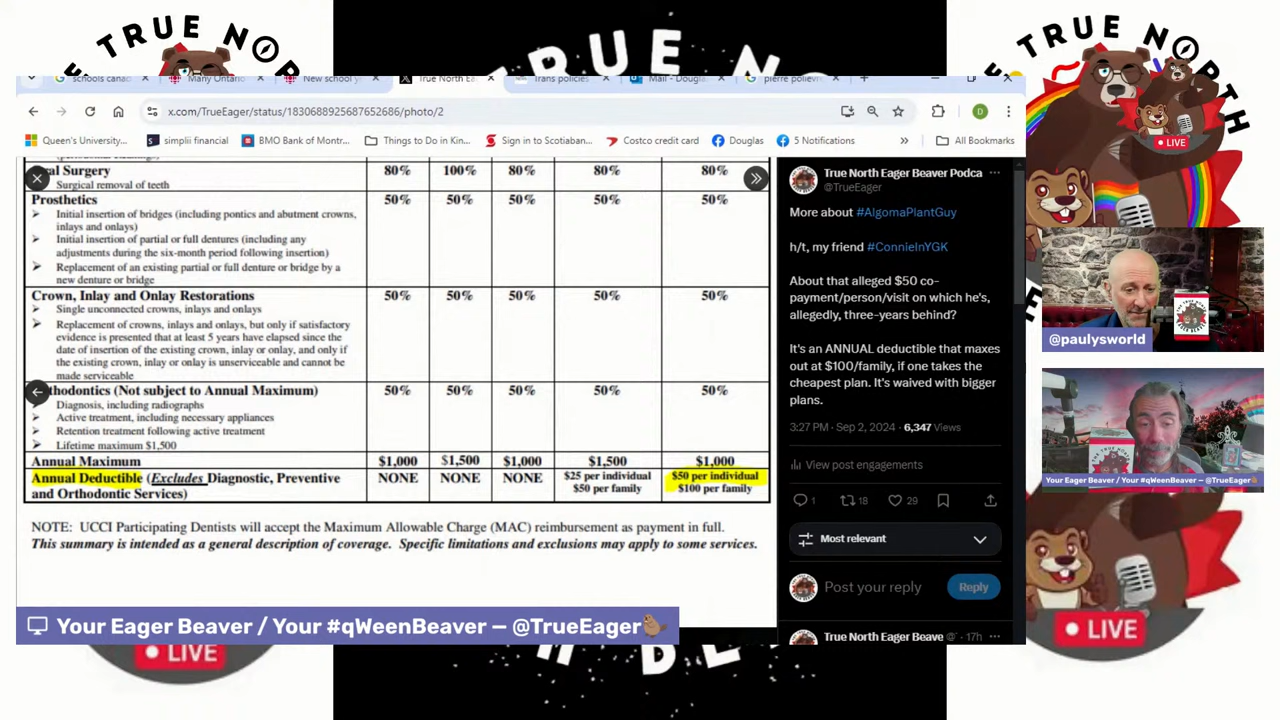 TRUE NO
TRUE N
TRUE NORTH
LIVE
schools cana
Many Ontario
New school y
True North Ea
Trans policies
Mail - Dougla
pierre poliev
x.com/TrueEager/status/1830688925687652686/photo/2
Queen's University...
simplii financial
BMO Bank of Montr...
Things to Do in Kin...
Sign in to Scotiaban...
Costco credit card
Douglas
5 Notifications
All Bookmarks
Surgery 80% 100% 80% 80% 80%
Surgical removal of teeth
Prosthetics 50% 50% 50% 50% 50%
Initial insertion of bridges (including pontics and abutment crowns,
inlays and onlays)
Initial insertion of partial or full dentures (including any
adjustments during the six-month period following insertion)
Replacement of an existing partial or full denture or bridge by a
new denture or bridge
Crown, Inlay and Onlay Restorations 50% 50% 50% 50% 50%
Single unconnected crowns, inlays and onlays
Replacement of crowns, inlays and onlays, but only if satisfactory
evidence is presented that at least 5 years have elapsed since the
date of insertion of the existing crown, inlay or onlay, and only if
the existing crown, inlay or onlay is unserviceable and cannot be
made serviceable
thodontics (Not subject to Annual Maximum) 50% 50% 50% 50% 50%
Diagnosis, including radiographs
Active treatment, including necessary appliances
Retention treatment following active treatment
Lifetime maximum $1,500
Annual Maximum $1,000 $1,500 $1,000 $1,500 $1,000
Annual Deductible (Excludes Diagnostic, Preventive NONE NONE NONE $25 per individual $50 per individual
and Orthodontic Services) $50 per family $100 per family
NOTE: UCCI Participating Dentists will accept the Maximum Allowable Charge (MAC) reimbursement as payment in full.
This summary is intended as a general description of coverage. Specific limitations and exclusions may apply to some services.
True North Eager Beaver Podca
@TrueEager
More about #AlgomaPlantGuy
h/t, my friend #ConnieInYGK
About that alleged $50 co-
payment/person/visit on which he's,
allegedly, three-years behind?
It's an ANNUAL deductible that maxes
out at $100/family, if one takes the
cheapest plan. It's waived with bigger
plans.
3:27 PM · Sep 2, 2024 · 6,347 Views
View post engagements
1 18 29
Most relevant
Post your reply
Reply
True North Eager Beave · 17h
@paulysworld
Your Eager Beaver / Your #qWeenBeaver – @TrueEager
Your Eager Beaver / Your #qWeenBeaver – @TrueEager
LIVE
LIVE